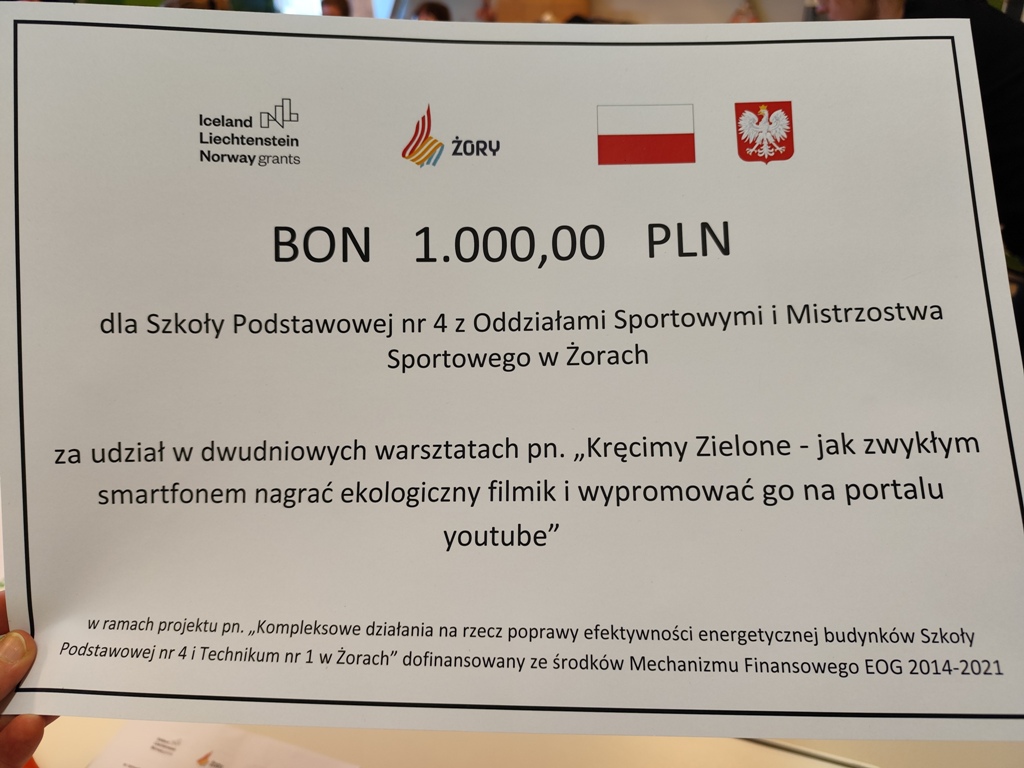 Iceland
Liechtenstein
Norway grants
ŻORY
BON 1.000,00 PLN
dla Szkoły Podstawowej nr 4 z Oddziałami Sportowymi i Mistrzostwa
Sportowego w Żorach
za udział w dwudniowych warsztatach pn. „Kręcimy Zielone - jak zwykłym
smartfonem nagrać ekologiczny filmik i wypromować go na portalu
youtube”
w ramach projektu pn. „Kompleksowe działania na rzecz poprawy efektywności energetycznej budynków Szkoły
Podstawowej nr 4 i Technikum nr 1 w Żorach” dofinansowany ze środków Mechanizmu Finansowego EOG 2014-2021